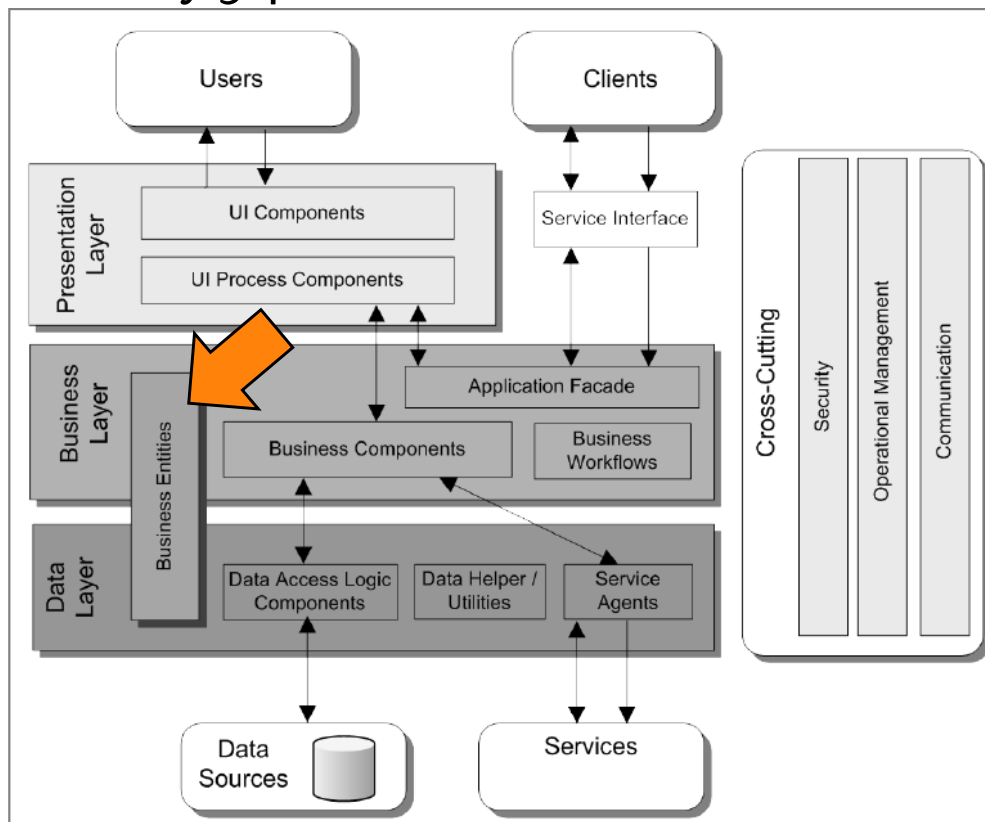 Users
Clients
Presentation
Layer
UI Components
UI Process Components
Service Interface
Business
Layer
Application Facade
Business Components
Business
Workflows
Business Entities
Data
Layer
Data Access Logic
Components
Data Helper /
Utilities
Service
Agents
Data
Sources
Services
Cross-Cutting
Security
Operational Management
Communication